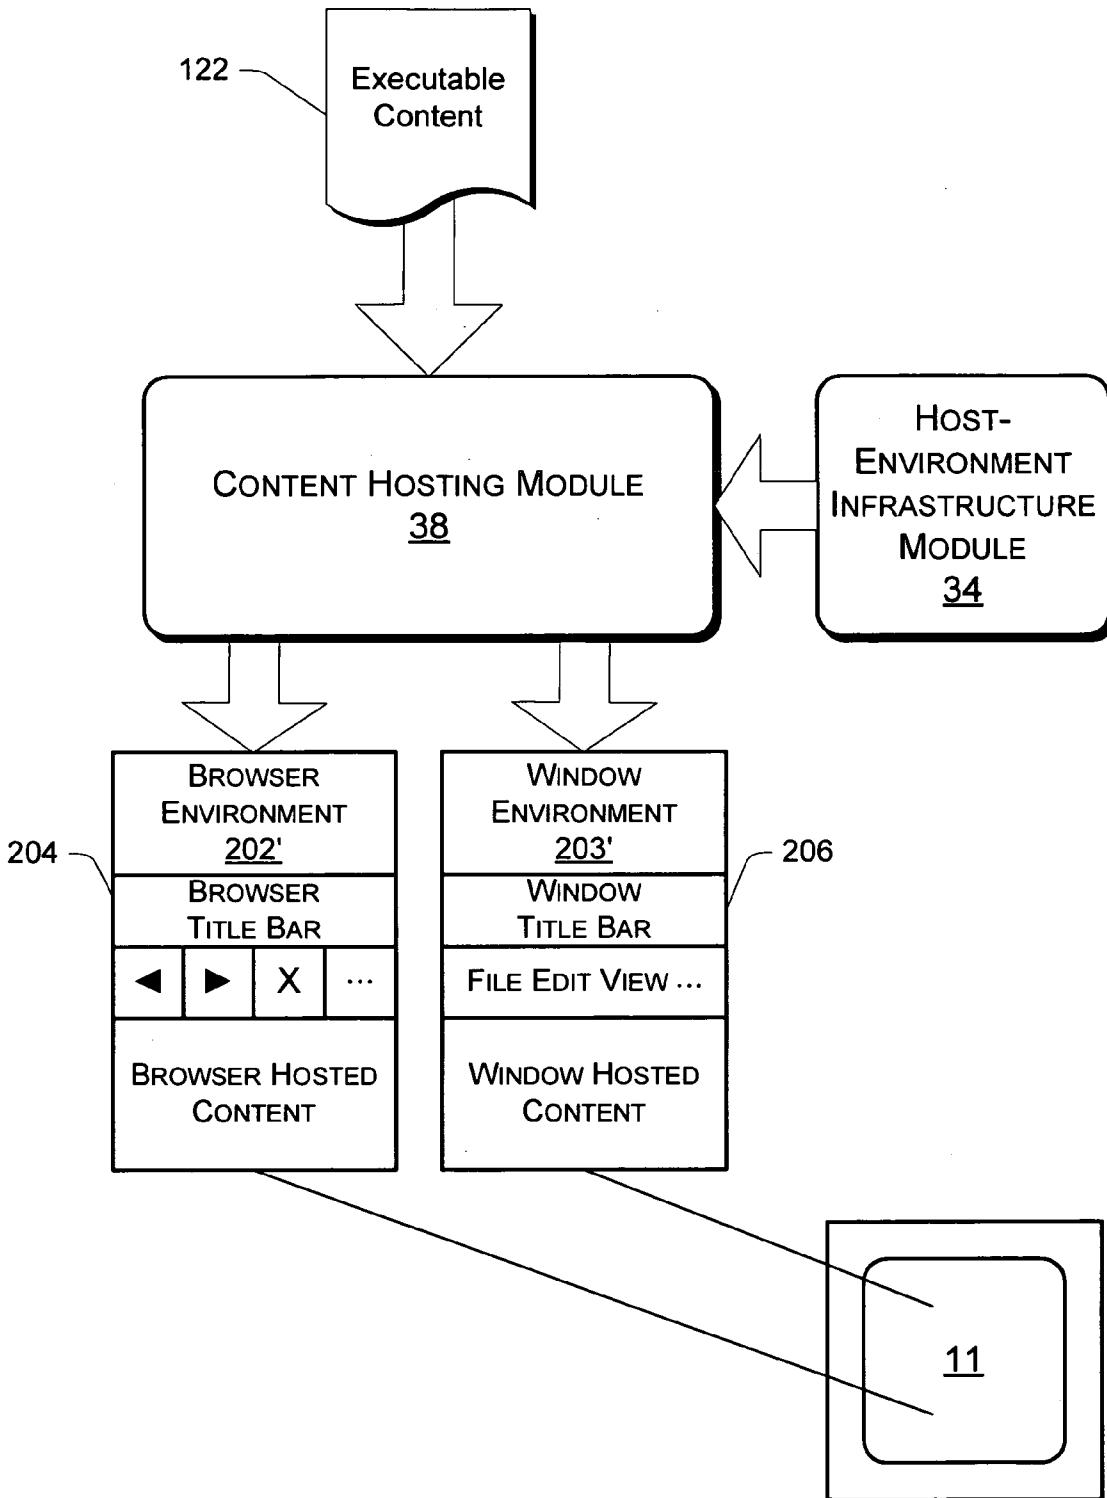 122
Executable
Content
CONTENT HOSTING MODULE
38
HOST-
ENVIRONMENT
INFRASTRUCTURE
MODULE
34
BROWSER
ENVIRONMENT
202'
204
BROWSER
TITLE BAR
◀ ▶ X ...
BROWSER HOSTED
CONTENT
WINDOW
ENVIRONMENT
203'
206
WINDOW
TITLE BAR
FILE EDIT VIEW ...
WINDOW HOSTED
CONTENT
11